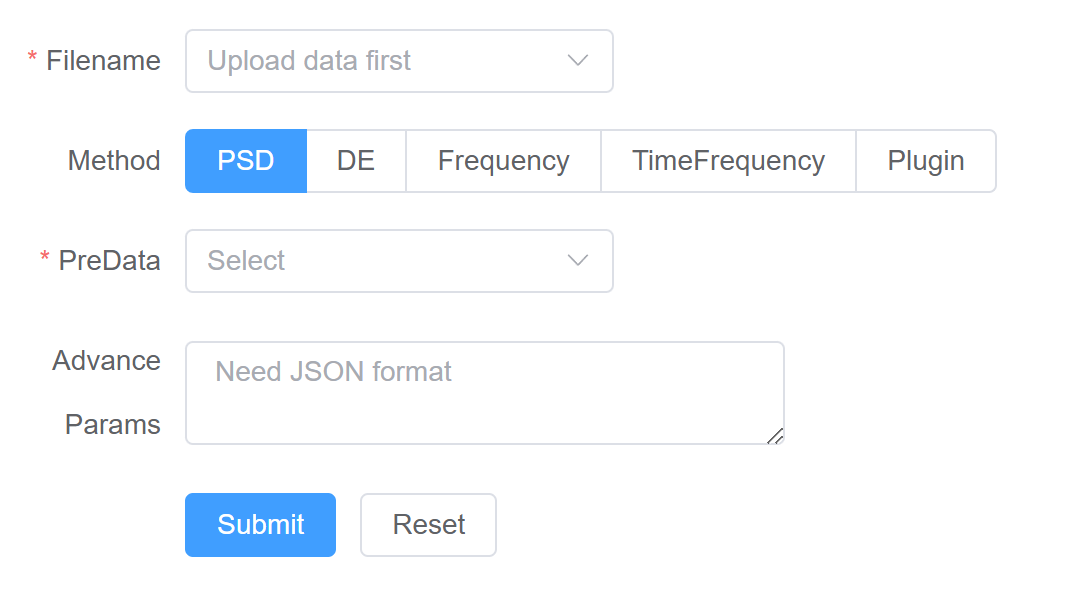 * Filename Upload data first
Method PSD DE Frequency TimeFrequency Plugin
* PreData Select
Advance
Params
Need JSON format
Submit Reset